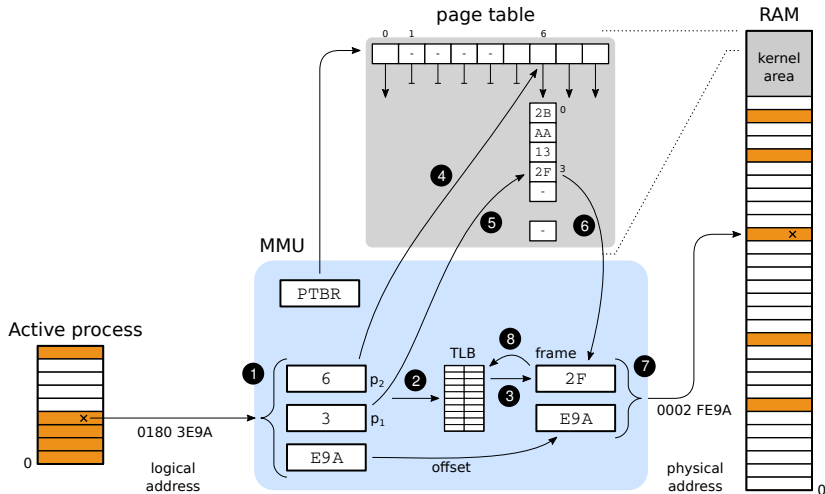 page table
RAM
0 1 6
- - - - -
kernel
area
2B 0
AA
13
2F 3
-
-
4
5
6
MMU
PTBR
Active process
1
6 p2
3 p1
E9A
2
TLB
8
3
frame
2F
E9A
7
0180 3E9A
0002 FE9A
0
offset
logical
address
physical
address
0